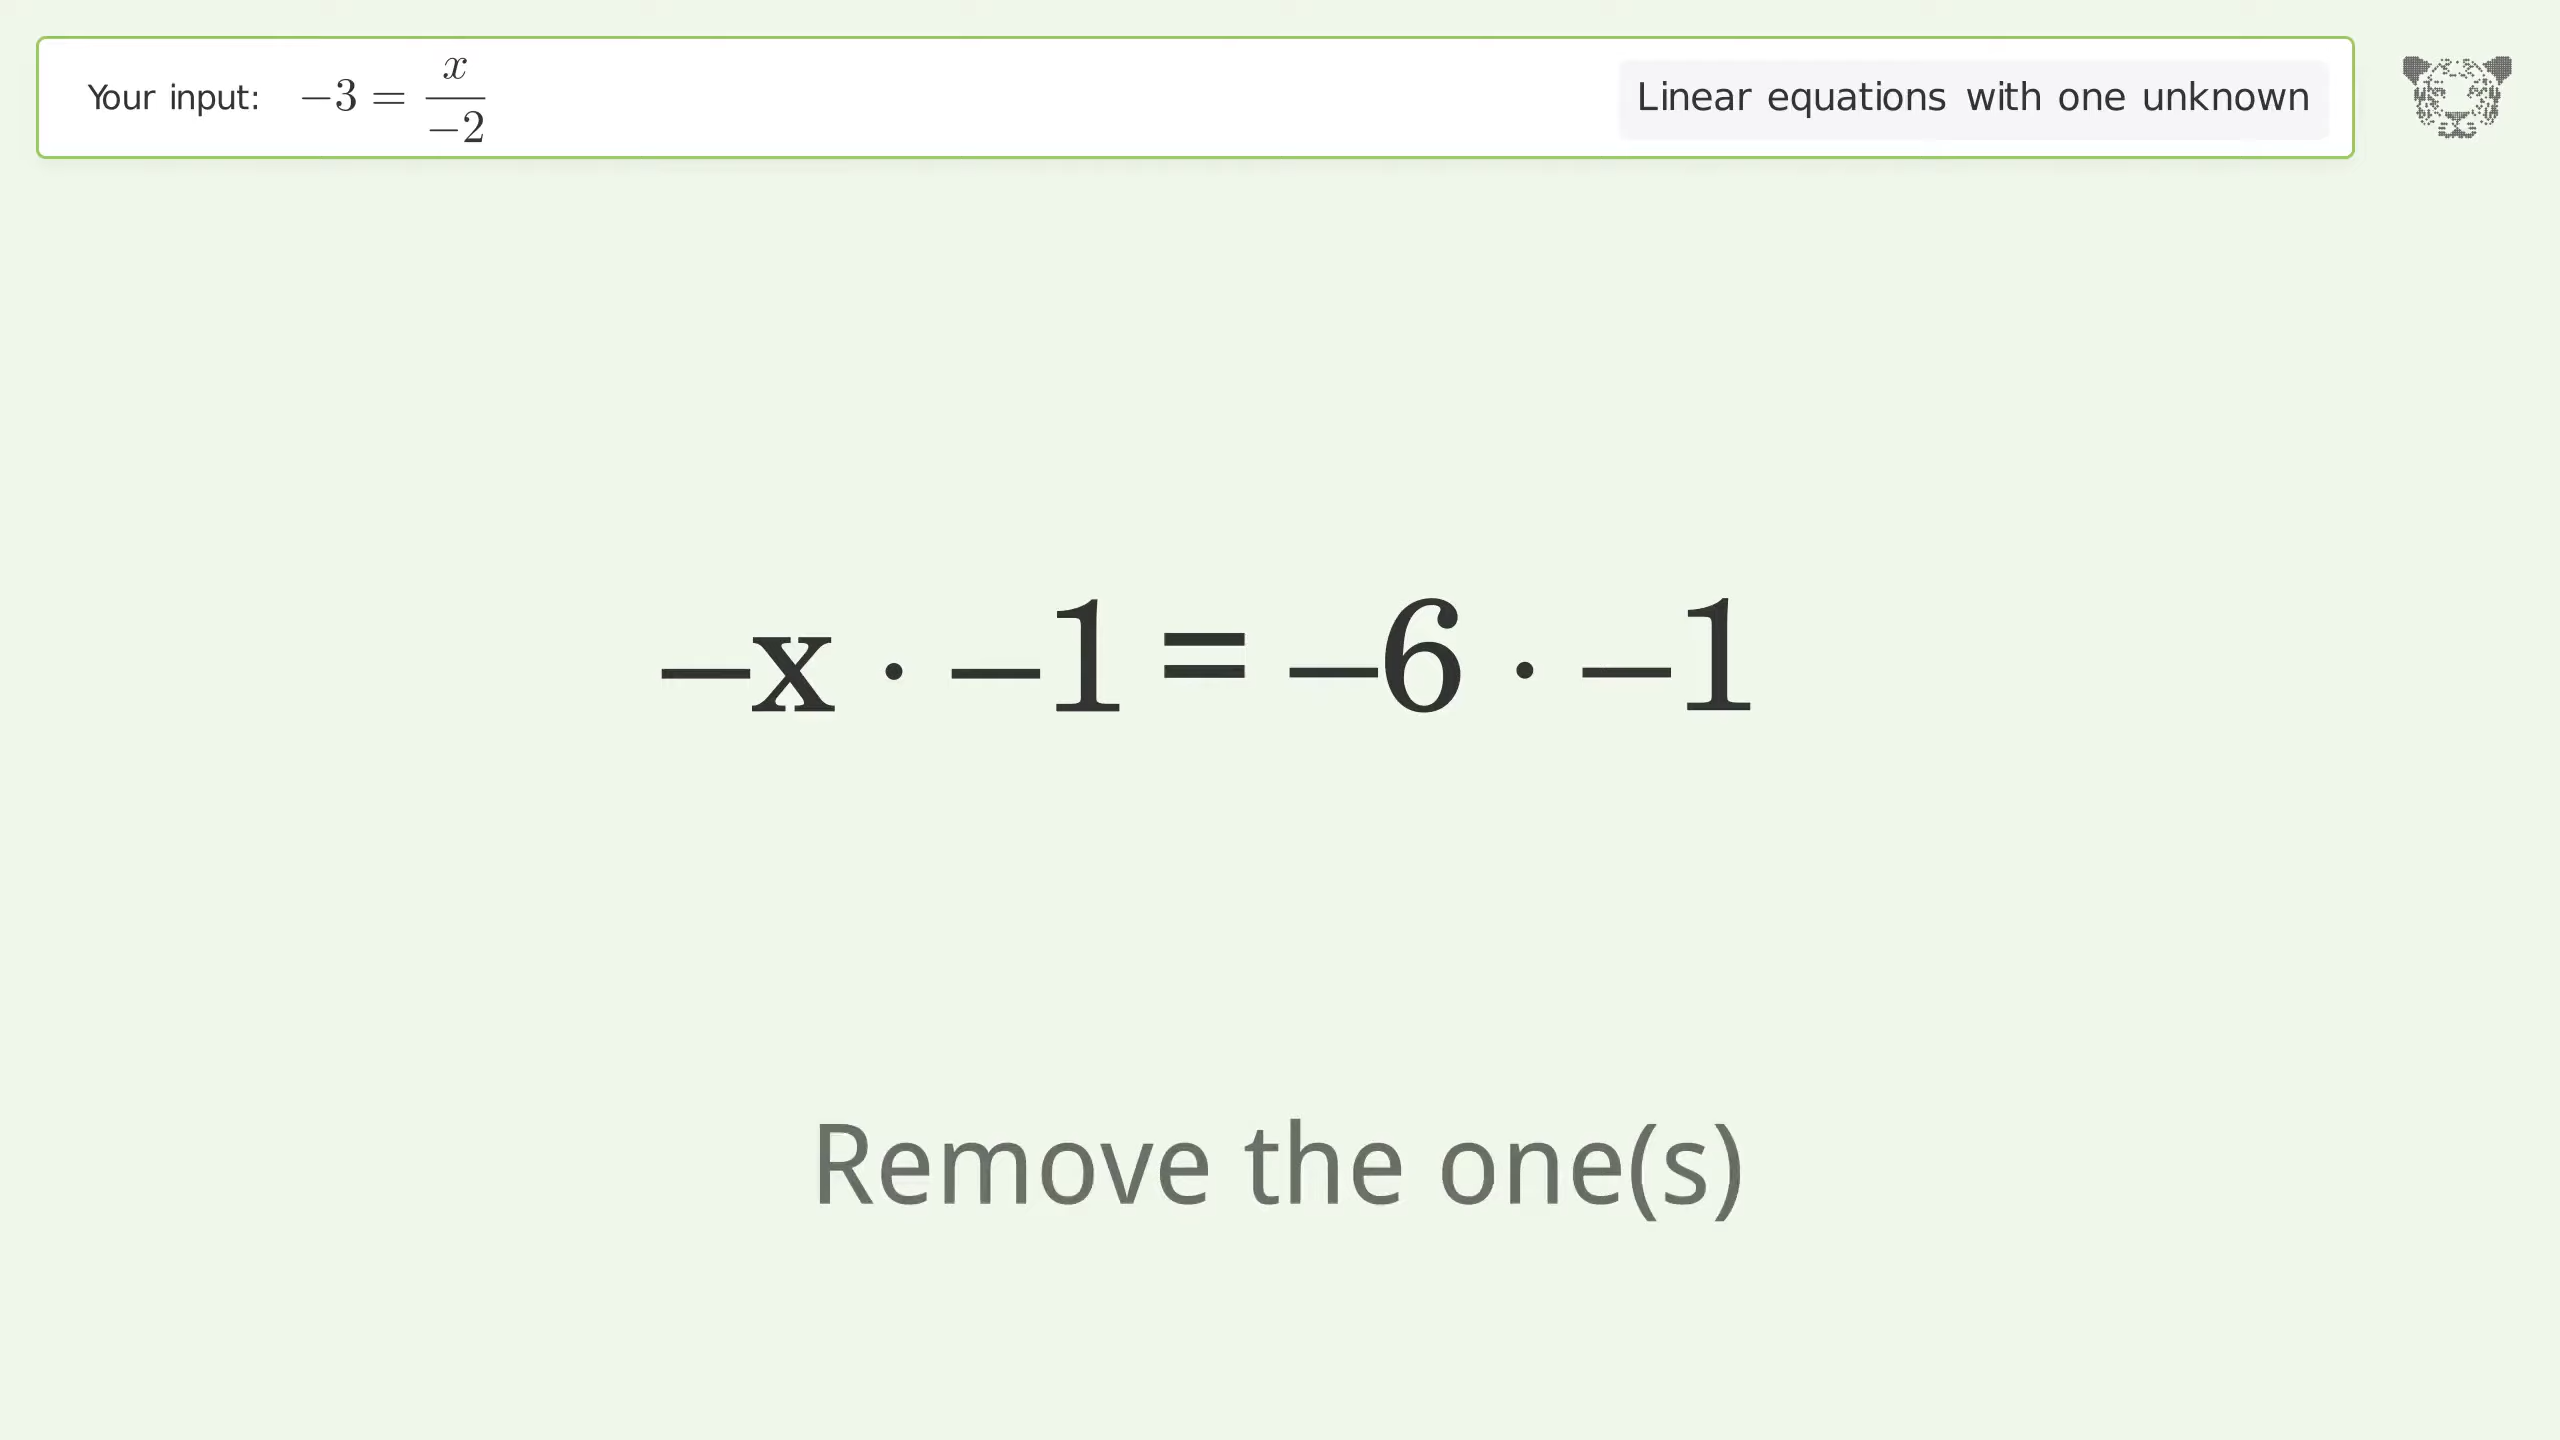 Your input: −3 = x/−2
Linear equations with one unknown
–x · –1 = –6 · –1
Remove the one(s)